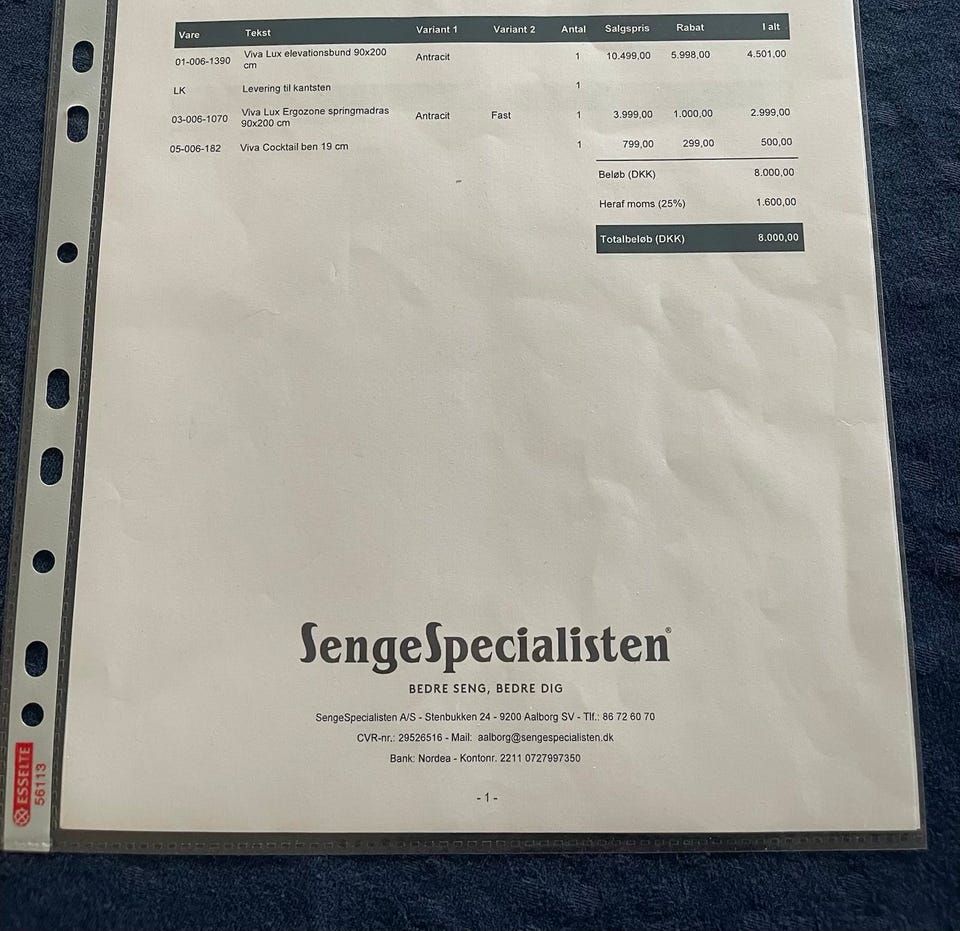 Vare Tekst Variant 1 Variant 2 Antal Salgspris Rabat I alt
01-006-1390 Viva Lux elevationsbund 90x200 cm Antracit 1 10.499,00 5.998,00 4.501,00
LK Levering til kantsten 1
03-006-1070 Viva Lux Ergozone springmadras 90x200 cm Antracit Fast 1 3.999,00 1.000,00 2.999,00
05-006-182 Viva Cocktail ben 19 cm 1 799,00 299,00 500,00
Beløb (DKK) 8.000,00
Heraf moms (25%) 1.600,00
Totalbeløb (DKK) 8.000,00
SengeSpecialisten®
BEDRE SENG, BEDRE DIG
SengeSpecialisten A/S - Stenbukken 24 - 9200 Aalborg SV - Tlf.: 86 72 60 70
CVR-nr.: 29526516 - Mail: aalborg@sengespecialisten.dk
Bank: Nordea - Kontonr. 2211 0727997350
- 1 -
ESSELTE
56113